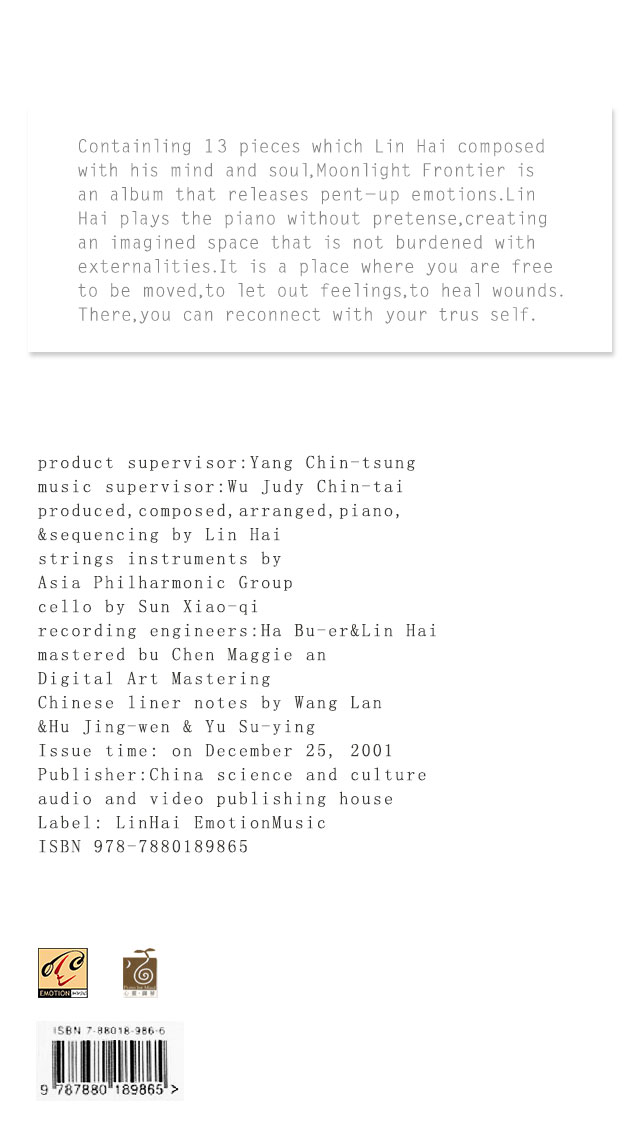 Containling 13 pieces which Lin Hai composed
with his mind and soul,Moonlight Frontier is
an album that releases pent-up emotions.Lin
Hai plays the piano without pretense,creating
an imagined space that is not burdened with
externalities.It is a place where you are free
to be moved,to let out feelings,to heal wounds.
There,you can reconnect with your trus self.
product supervisor:Yang Chin-tsung
music supervisor:Wu Judy Chin-tai
produced,composed,arranged,piano,
&sequencing by Lin Hai
strings instruments by
Asia Philharmonic Group
cello by Sun Xiao-qi
recording engineers:Ha Bu-er&Lin Hai
mastered bu Chen Maggie an
Digital Art Mastering
Chinese liner notes by Wang Lan
&Hu Jing-wen & Yu Su-ying
Issue time: on December 25, 2001
Publisher:China science and culture
audio and video publishing house
Label: LinHai EmotionMusic
ISBN 978-7880189865
EMOTION
ISBN 7-88018-986-6
9 787880 189865 >